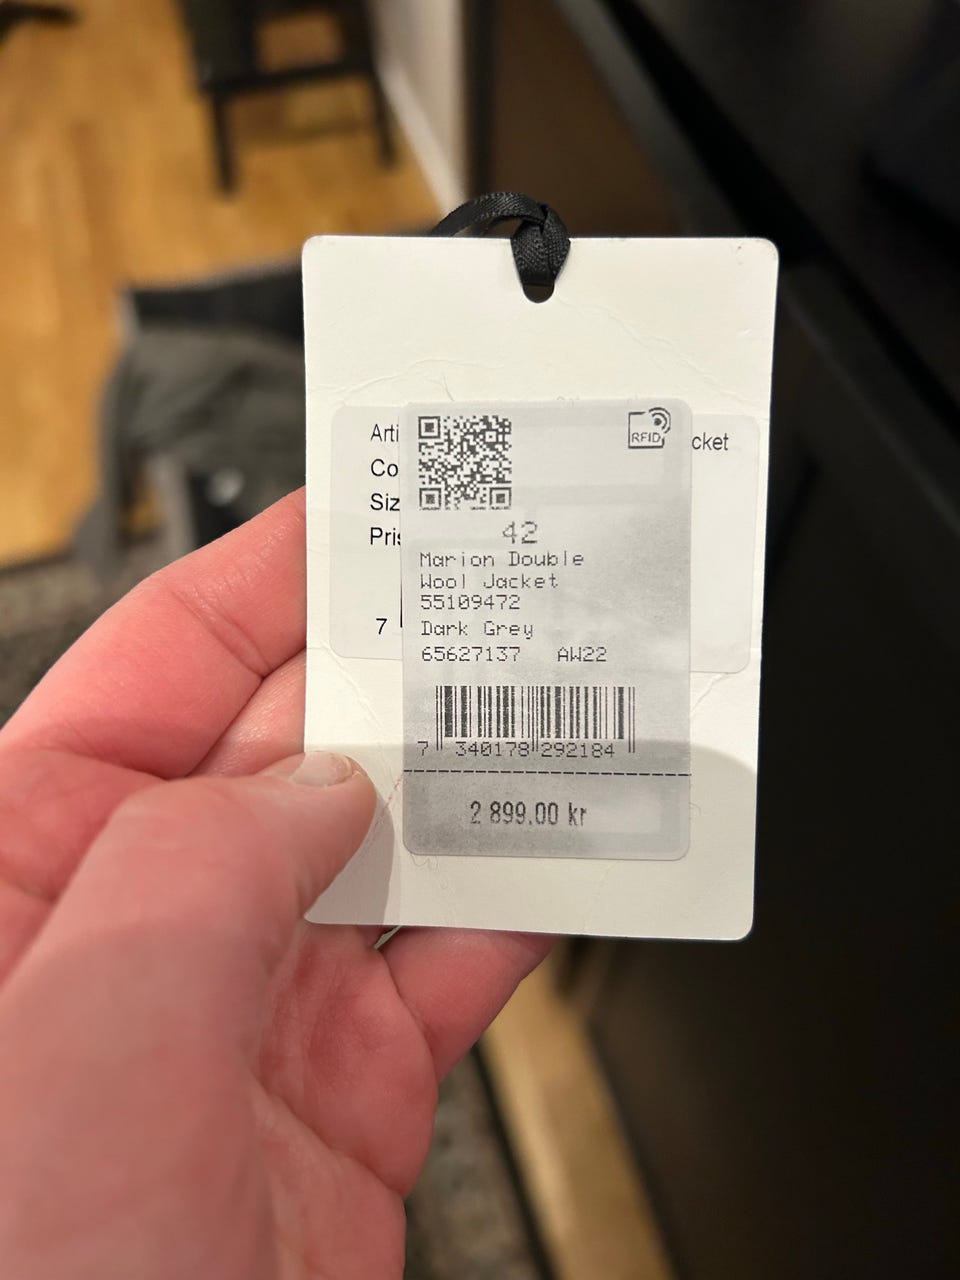 Arti
cket
Co
Siz
Pris
7
RFID
42
Marion Double
Wool Jacket
55109472
Dark Grey
65627137 AW22
7 340178 292184
2 899.00 kr